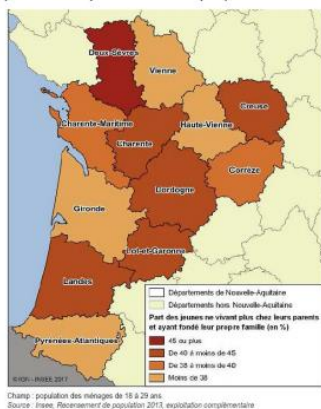 Deux-Sèvres
Vienne
Creuse
Charente-Maritime
Haute-Vienne
Charente
Corrèze
Dordogne
Gironde
Lot-et-Garonne
Landes
Pyrénées-Atlantiques
Départements de Nouvelle-Aquitaine
Départements hors Nouvelle-Aquitaine
Part des jeunes ne vivant plus chez leurs parents
et ayant fondé leur propre famille (en %)
45 ou plus
De 40 à moins de 45
De 38 à moins de 40
Moins de 38
©IGN - INSEE 2017
Champ : population des ménages de 18 à 29 ans
Source : Insee, Recensement de population 2013, exploitation complémentaire